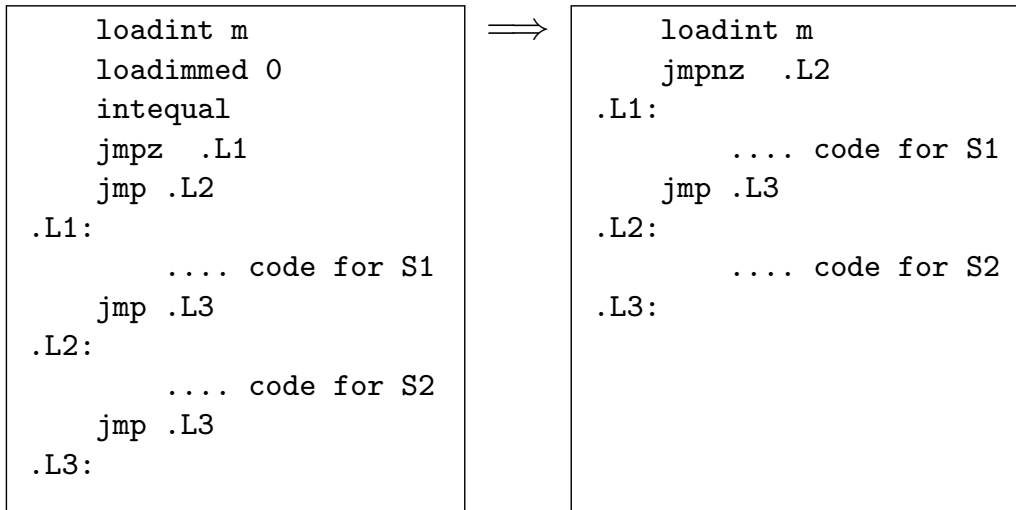 loadint m
loadimmed 0
intequal
jmpz .L1
jmp .L2
.L1:
.... code for S1
jmp .L3
.L2:
.... code for S2
jmp .L3
.L3:
⟹
loadint m
jmpnz .L2
.L1:
.... code for S1
jmp .L3
.L2:
.... code for S2
.L3: